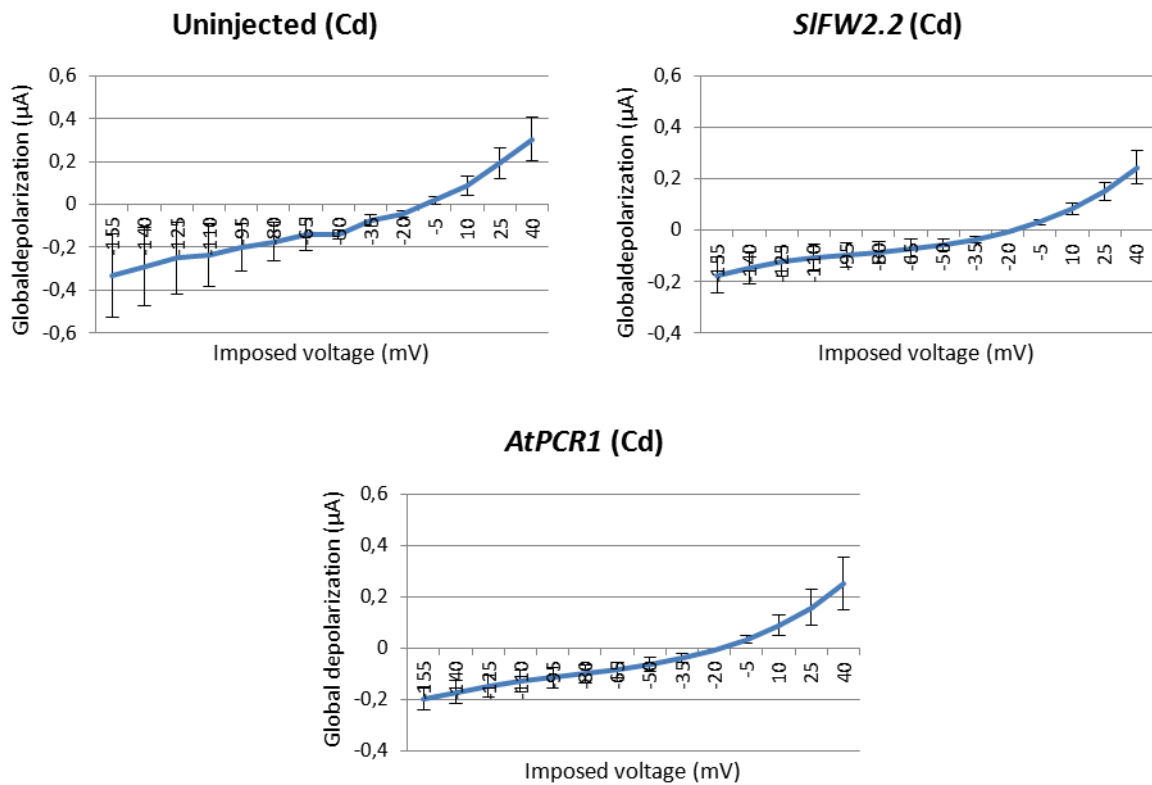 Uninjected (Cd)
Globaldepolarization (µA)
0,6
0,4
0,2
0
-0,2
-0,4
-0,6
-155 -140 -125 -110 -95 -80 -65 -50 -35 -20 -5 10 25 40
Imposed voltage (mV)
SlFW2.2 (Cd)
Globaldepolarization (µA)
0,6
0,4
0,2
0
-0,2
-0,4
-155 -140 -125 -110 -95 -80 -65 -50 -35 -20 -5 10 25 40
Imposed voltage (mV)
AtPCR1 (Cd)
Global depolarization (µA)
0,6
0,4
0,2
0
-0,2
-0,4
-155 -140 -125 -110 -95 -80 -65 -50 -35 -20 -5 10 25 40
Imposed voltage (mV)